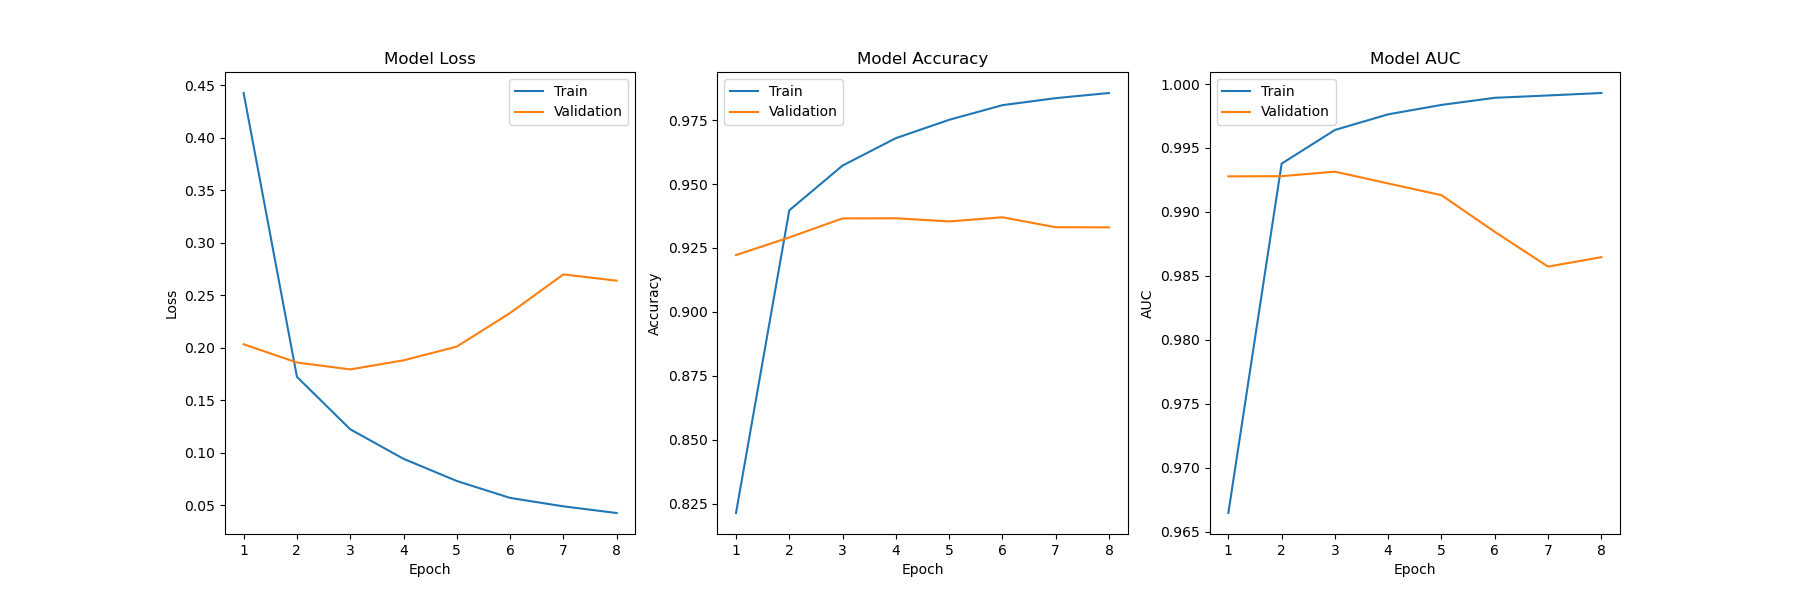 Model Loss
Train
Validation
0.45
0.40
0.35
0.30
0.25
0.20
0.15
0.10
0.05
Loss
1 2 3 4 5 6 7 8
Epoch
Model Accuracy
Train
Validation
0.975
0.950
0.925
0.900
0.875
0.850
0.825
Accuracy
1 2 3 4 5 6 7 8
Epoch
Model AUC
Train
Validation
1.000
0.995
0.990
0.985
0.980
0.975
0.970
0.965
AUC
1 2 3 4 5 6 7 8
Epoch